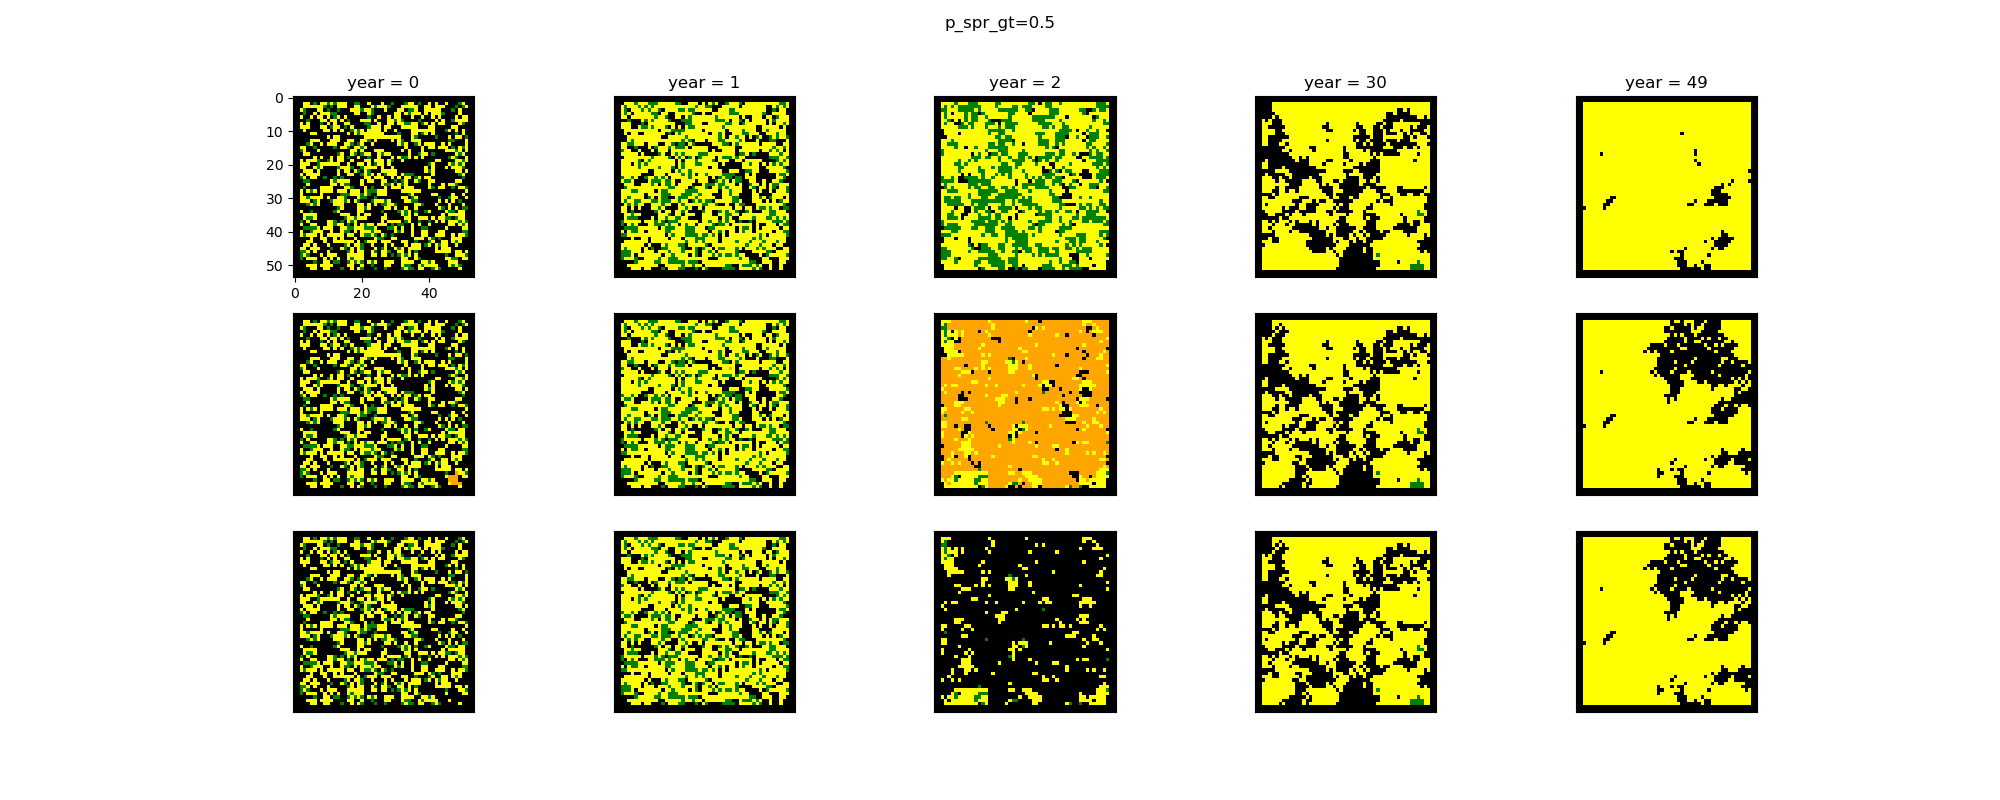 p_spr_gt=0.5
year = 0
year = 1
year = 2
year = 30
year = 49
0
10
20
30
40
50
0 20 40